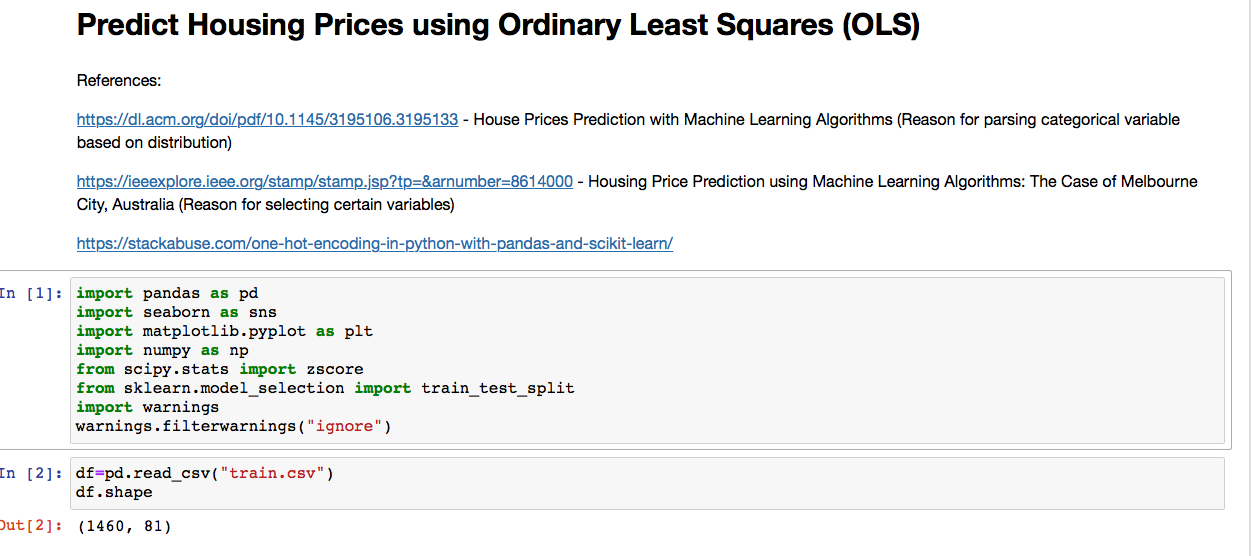 Predict Housing Prices using Ordinary Least Squares (OLS)
References:
https://dl.acm.org/doi/pdf/10.1145/3195106.3195133 - House Prices Prediction with Machine Learning Algorithms (Reason for parsing categorical variable
based on distribution)
https://ieeexplore.ieee.org/stamp/stamp.jsp?tp=&arnumber=8614000 - Housing Price Prediction using Machine Learning Algorithms: The Case of Melbourne
City, Australia (Reason for selecting certain variables)
https://stackabuse.com/one-hot-encoding-in-python-with-pandas-and-scikit-learn/
In [1]: import pandas as pd
import seaborn as sns
import matplotlib.pyplot as plt
import numpy as np
from scipy.stats import zscore
from sklearn.model_selection import train_test_split
import warnings
warnings.filterwarnings("ignore")
In [2]: df=pd.read_csv("train.csv")
df.shape
Out[2]: (1460, 81)